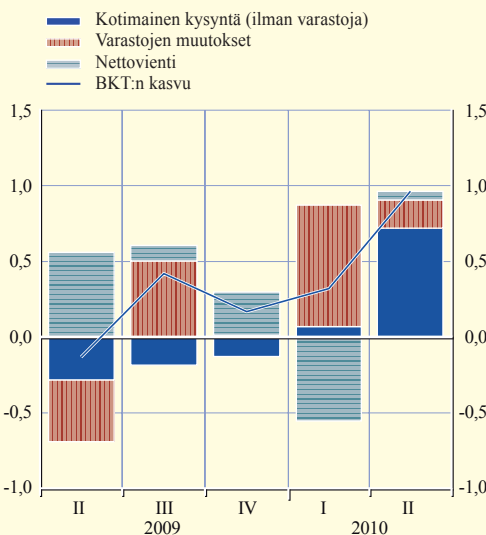 Kotimainen kysyntä (ilman varastoja)
Varastojen muutokset
Nettovienti
BKT:n kasvu
1,5 1,5
1,0 1,0
0,5 0,5
0,0 0,0
-0,5 -0,5
-1,0 -1,0
II III IV I II
2009 2010